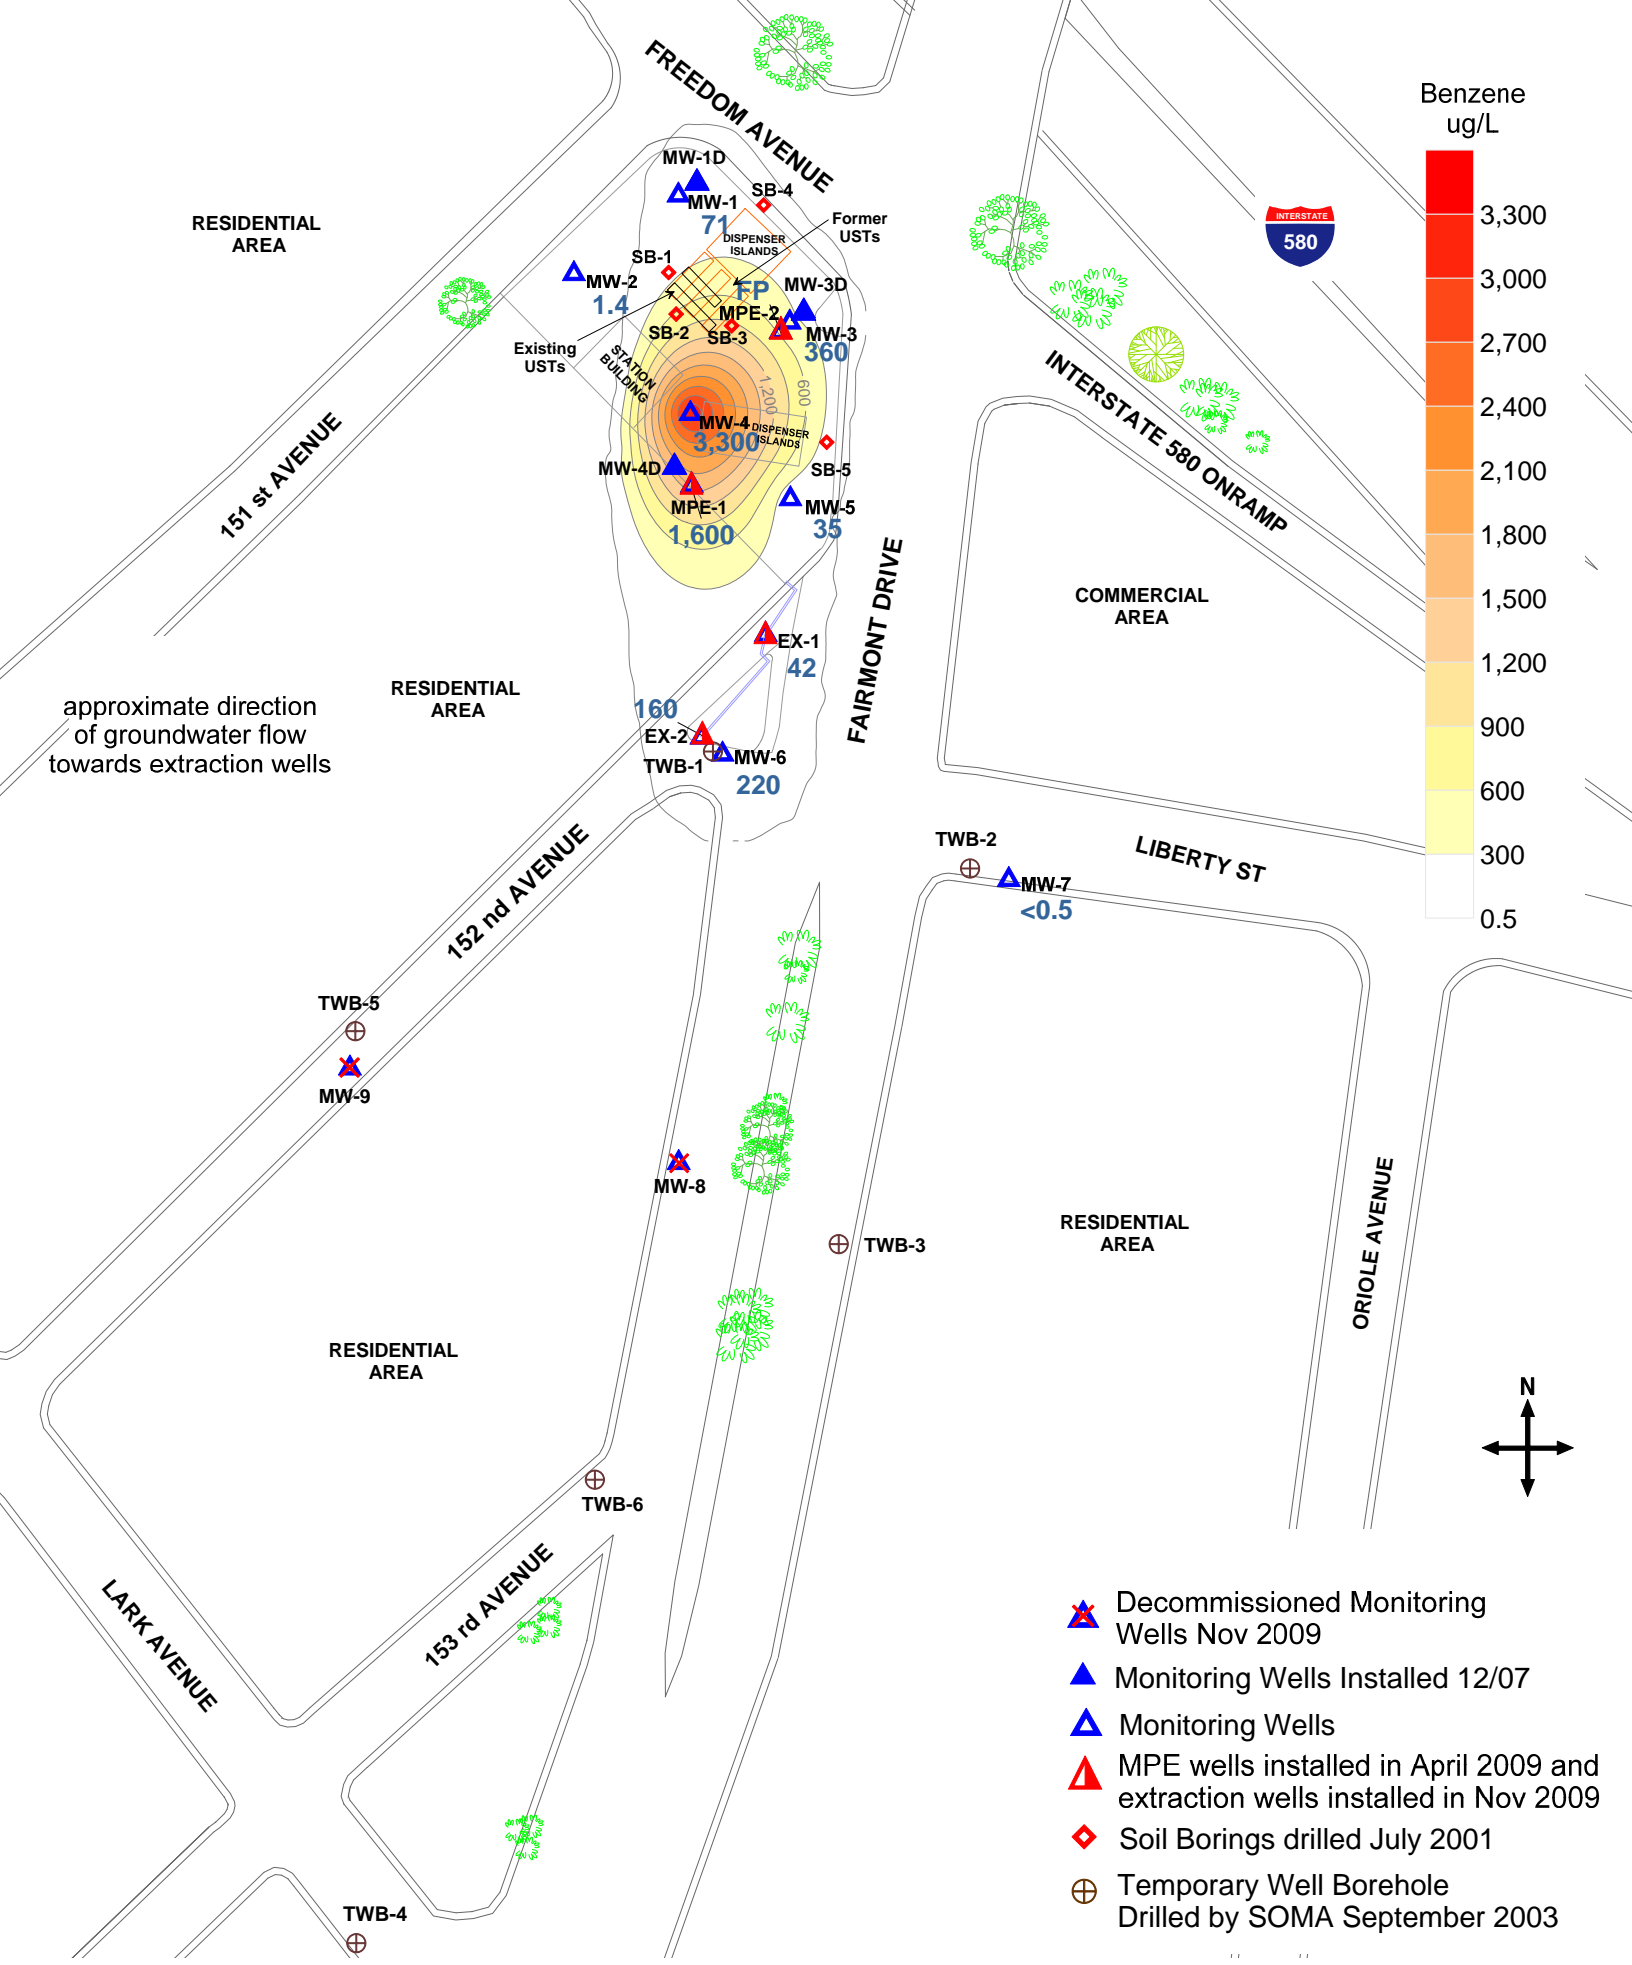 Benzene
ug/L
3,300
3,000
2,700
2,400
2,100
1,800
1,500
1,200
900
600
300
0.5
FREEDOM AVENUE
MW-1D
MW-1
71
SB-4
Former
USTs
DISPENSER
ISLANDS
RESIDENTIAL
AREA
INTERSTATE
580
SB-1
MW-2
1.4
FP
MW-3D
MPE-2
MW-3
360
SB-2
SB-3
Existing
USTs
STATION
BUILDING
1,200
600
MW-4
3,300
DISPENSER
ISLANDS
MW-4D
SB-5
MPE-1
1,600
MW-5
35
INTERSTATE 580 ONRAMP
151 st AVENUE
FAIRMONT DRIVE
COMMERCIAL
AREA
EX-1
42
RESIDENTIAL
AREA
approximate direction
of groundwater flow
towards extraction wells
160
EX-2
TWB-1
MW-6
220
152 nd AVENUE
TWB-2
MW-7
<0.5
LIBERTY ST
TWB-5
MW-9
MW-8
TWB-3
RESIDENTIAL
AREA
ORIOLE AVENUE
RESIDENTIAL
AREA
N
TWB-6
153 rd AVENUE
LARK AVENUE
TWB-4
Decommissioned Monitoring
Wells Nov 2009
Monitoring Wells Installed 12/07
Monitoring Wells
MPE wells installed in April 2009 and
extraction wells installed in Nov 2009
Soil Borings drilled July 2001
Temporary Well Borehole
Drilled by SOMA September 2003